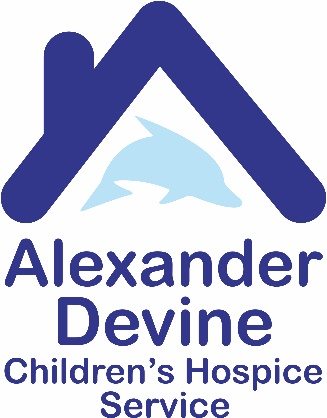 Alexander
Devine
Children's Hospice
Service